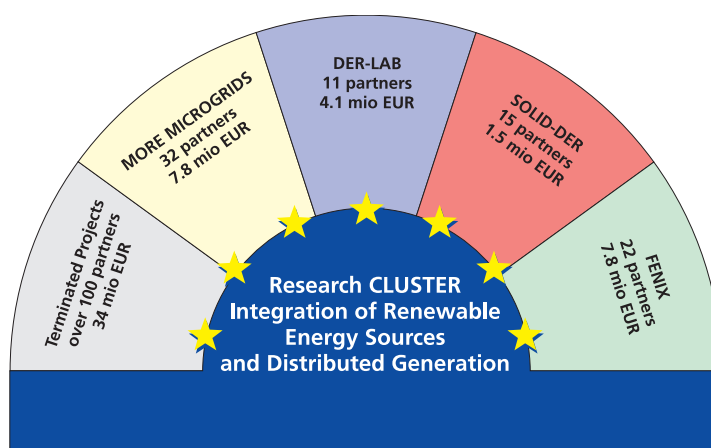 Terminated Projects
over 100 partners
34 mio EUR
MORE MICROGRIDS
32 partners
7.8 mio EUR
DER-LAB
11 partners
4.1 mio EUR
SOLID-DER
15 partners
1.5 mio EUR
FENIX
22 partners
7.8 mio EUR
Research CLUSTER
Integration of Renewable
Energy Sources
and Distributed Generation